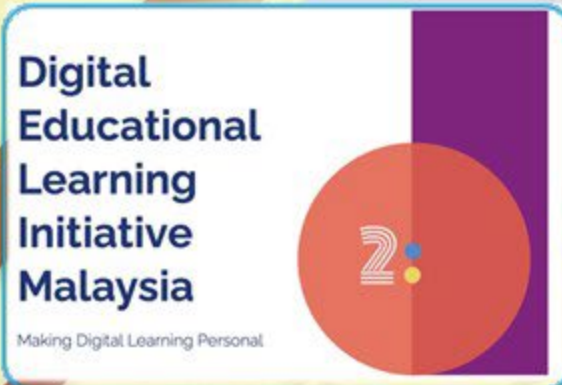 Digital
Educational
Learning
Initiative
Malaysia
Making Digital Learning Personal
2: